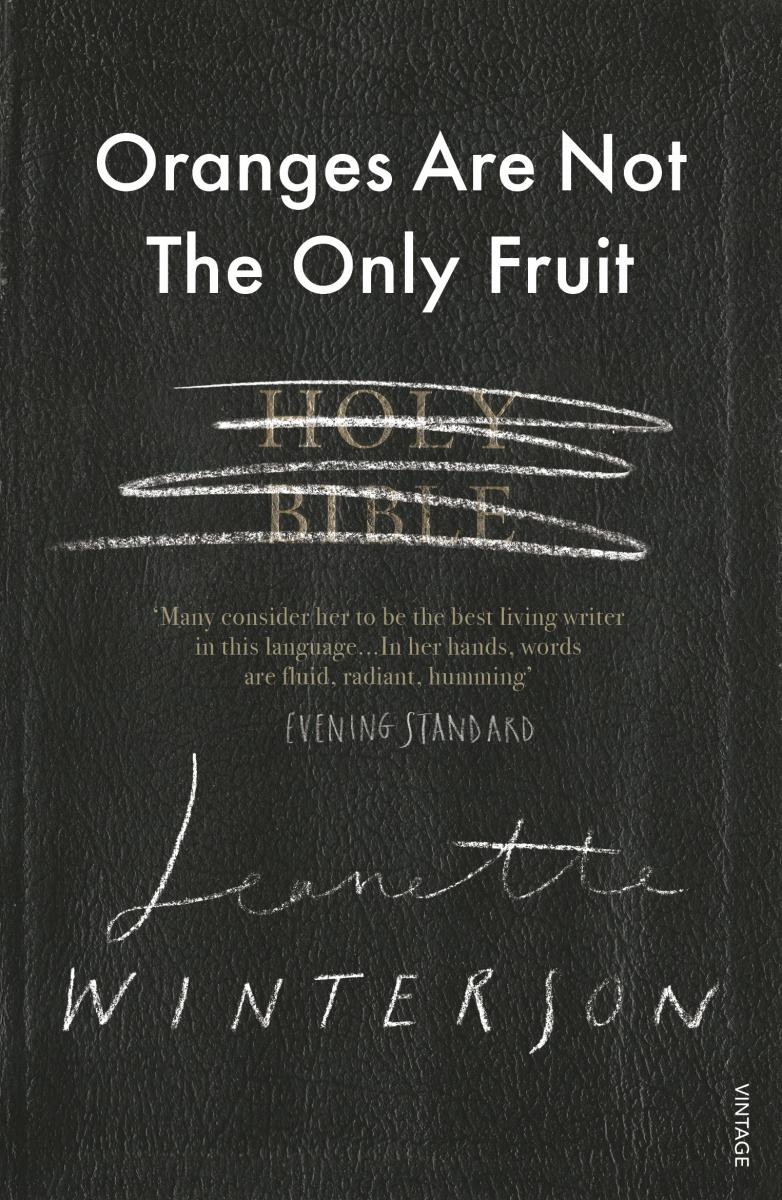 Oranges Are Not
The Only Fruit
HOLY
BIBLE
‘Many consider her to be the best living writer
in this language...In her hands, words
are fluid, radiant, humming’
EVENING STANDARD
Jeanette
WINTERSON
VINTAGE